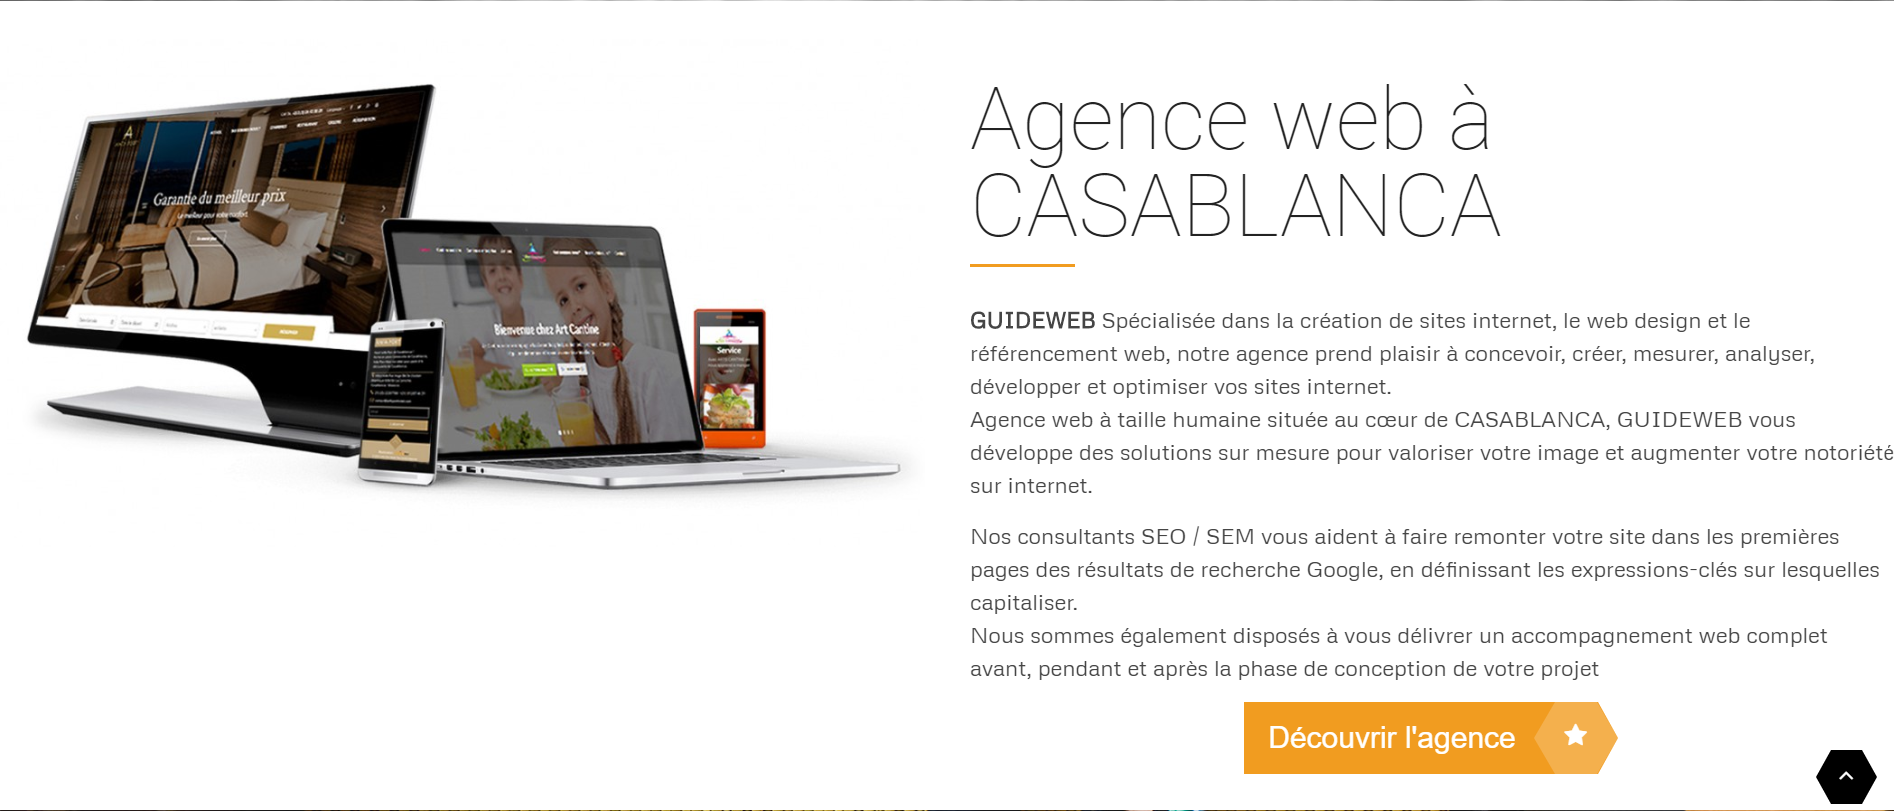 Garantie du meilleur prix
Le meilleur pour votre confort
Bienvenue chez Art Cantine
Service
Agence web à
CASABLANCA
GUIDEWEB Spécialisée dans la création de sites internet, le web design et le
référencement web, notre agence prend plaisir à concevoir, créer, mesurer, analyser,
développer et optimiser vos sites internet.
Agence web à taille humaine située au cœur de CASABLANCA, GUIDEWEB vous
développe des solutions sur mesure pour valoriser votre image et augmenter votre notoriété
sur internet.
Nos consultants SEO / SEM vous aident à faire remonter votre site dans les premières
pages des résultats de recherche Google, en définissant les expressions-clés sur lesquelles
capitaliser.
Nous sommes également disposés à vous délivrer un accompagnement web complet
avant, pendant et après la phase de conception de votre projet
Découvrir l'agence